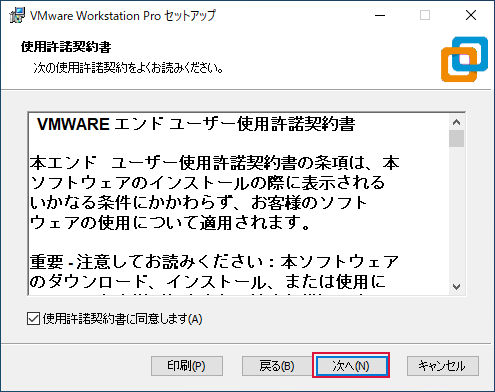 VMware Workstation Pro セットアップ
使用許諾契約書
次の使用許諾契約をよくお読みください。
VMWARE エンド ユーザー使用許諾契約書
本エンド ユーザー使用許諾契約書の条項は、本
ソフトウェアのインストールの際に表示される
いかなる条件にかかわらず、お客様のソフト
ウェアの使用について適用されます。
重要 - 注意してお読みください：本ソフトウェア
のダウンロード、インストール、または使用に
使用許諾契約書に同意します(A)
印刷(P)
戻る(B)
次へ(N)
キャンセル